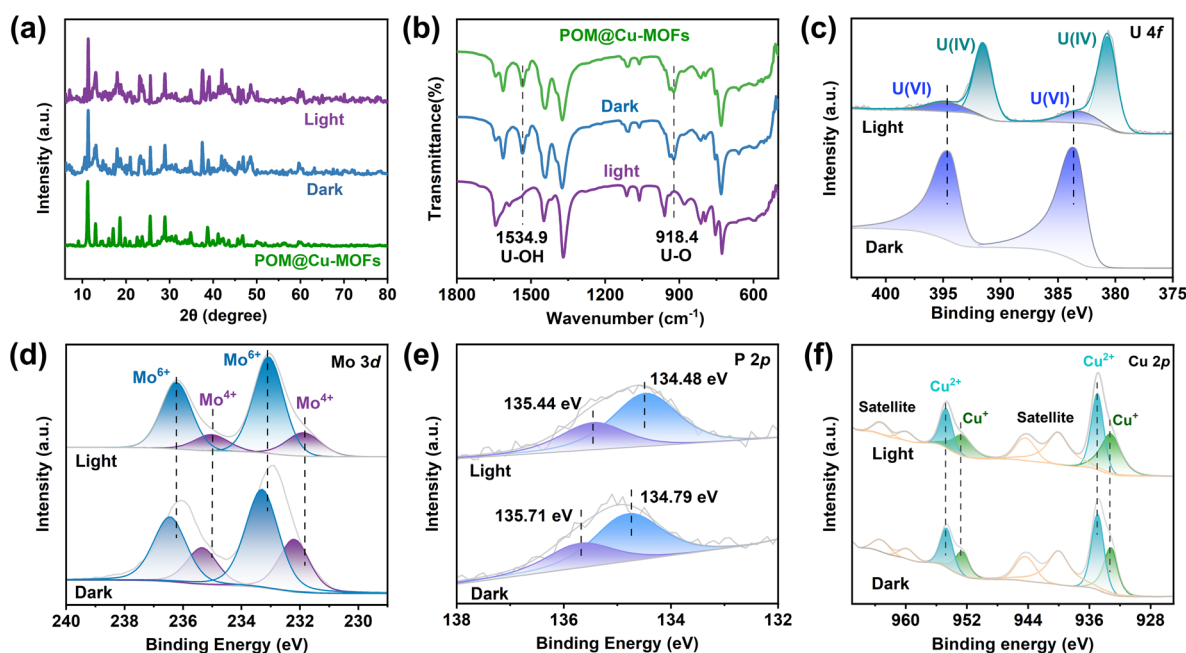 (a)
Intensity (a.u.)
Light
Dark
POM@Cu-MOFs
10 20 30 40 50 60 70 80
2θ (degree)
(b)
Transmittance(%)
POM@Cu-MOFs
Dark
light
1534.9
U-OH
918.4
U-O
1800 1500 1200 900 600
Wavenumber (cm⁻¹)
(c)
Intensity (a.u.)
U 4f
U(IV)
U(IV)
U(VI)
U(VI)
Light
Dark
400 395 390 385 380 375
Binding energy (eV)
(d)
Intensity (a.u.)
Mo 3d
Mo⁶⁺
Mo⁶⁺
Mo⁴⁺
Mo⁴⁺
Light
Dark
240 238 236 234 232 230
Binding Energy (eV)
(e)
Intensity (a.u.)
P 2p
134.48 eV
135.44 eV
Light
134.79 eV
135.71 eV
Dark
138 136 134 132
Binding energy (eV)
(f)
Intensity (a.u.)
Cu 2p
Cu²⁺
Cu²⁺
Satellite
Cu⁺
Satellite
Cu⁺
Light
Dark
960 952 944 936 928
Binding Energy (eV)